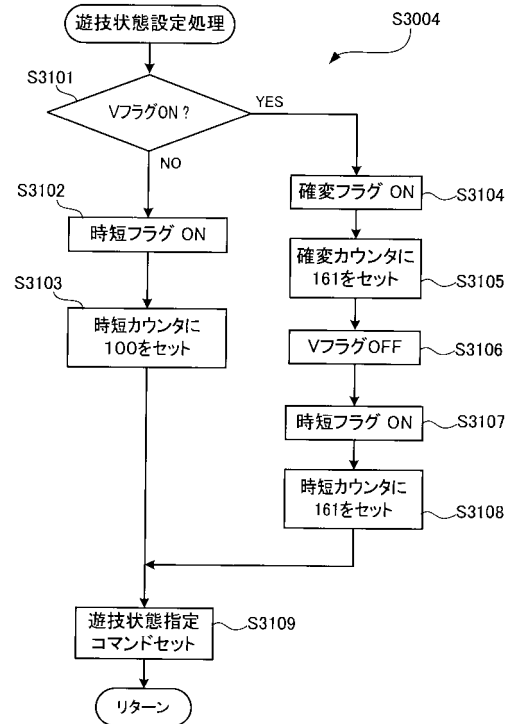 遊技状態設定処理
S3004
S3101
VフラグON?
YES
NO
S3102
時短フラグ ON
S3103
時短カウンタに
100をセット
確変フラグ ON
S3104
確変カウンタに
161をセット
S3105
VフラグOFF
S3106
時短フラグ ON
S3107
時短カウンタに
161をセット
S3108
遊技状態指定
コマンドセット
S3109
リターン